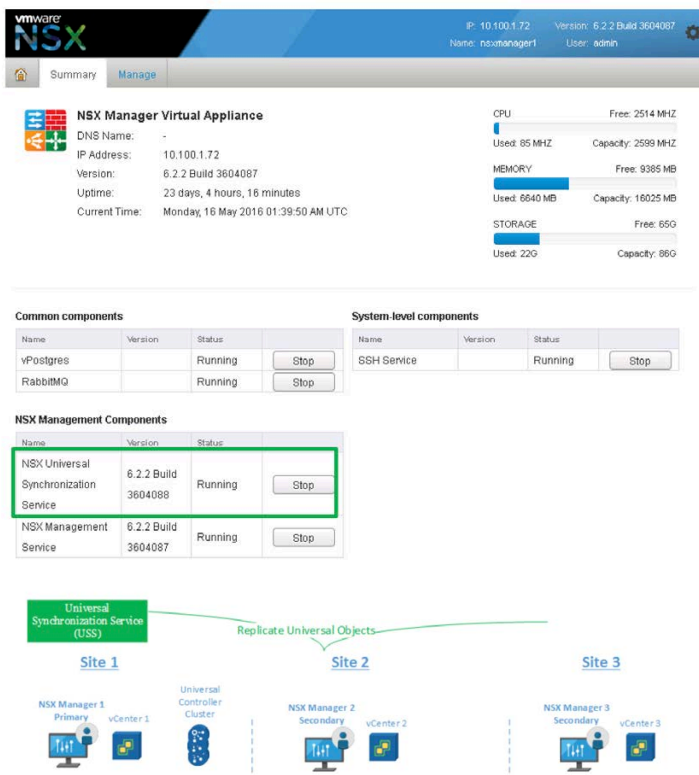 vmware
NSX
IP: 10.100.1.72 Version: 6.2.2 Build 3604087
Name: nsxmanager1 User: admin
Summary Manage
NSX Manager Virtual Appliance
DNS Name: -
IP Address: 10.100.1.72
Version: 6.2.2 Build 3604087
Uptime: 23 days, 4 hours, 16 minutes
Current Time: Monday, 16 May 2016 01:39:50 AM UTC
CPU Free: 2514 MHZ
Used: 85 MHZ Capacity: 2599 MHZ
MEMORY Free: 9385 MB
Used: 6640 MB Capacity: 16025 MB
STORAGE Free: 65G
Used: 22G Capacity: 86G
Common components
Name Version Status
vPostgres Running Stop
RabbitMQ Running Stop
System-level components
Name Version Status
SSH Service Running Stop
NSX Management Components
Name Version Status
NSX Universal
Synchronization
Service
6.2.2 Build
3604088
Running
Stop
NSX Management
Service
6.2.2 Build
3604087
Running
Stop
Universal
Synchronization Service
(USS)
Replicate Universal Objects
Site 1
NSX Manager 1
Primary
vCenter 1
Universal
Controller
Cluster
Site 2
NSX Manager 2
Secondary
vCenter 2
Site 3
NSX Manager 3
Secondary
vCenter 3